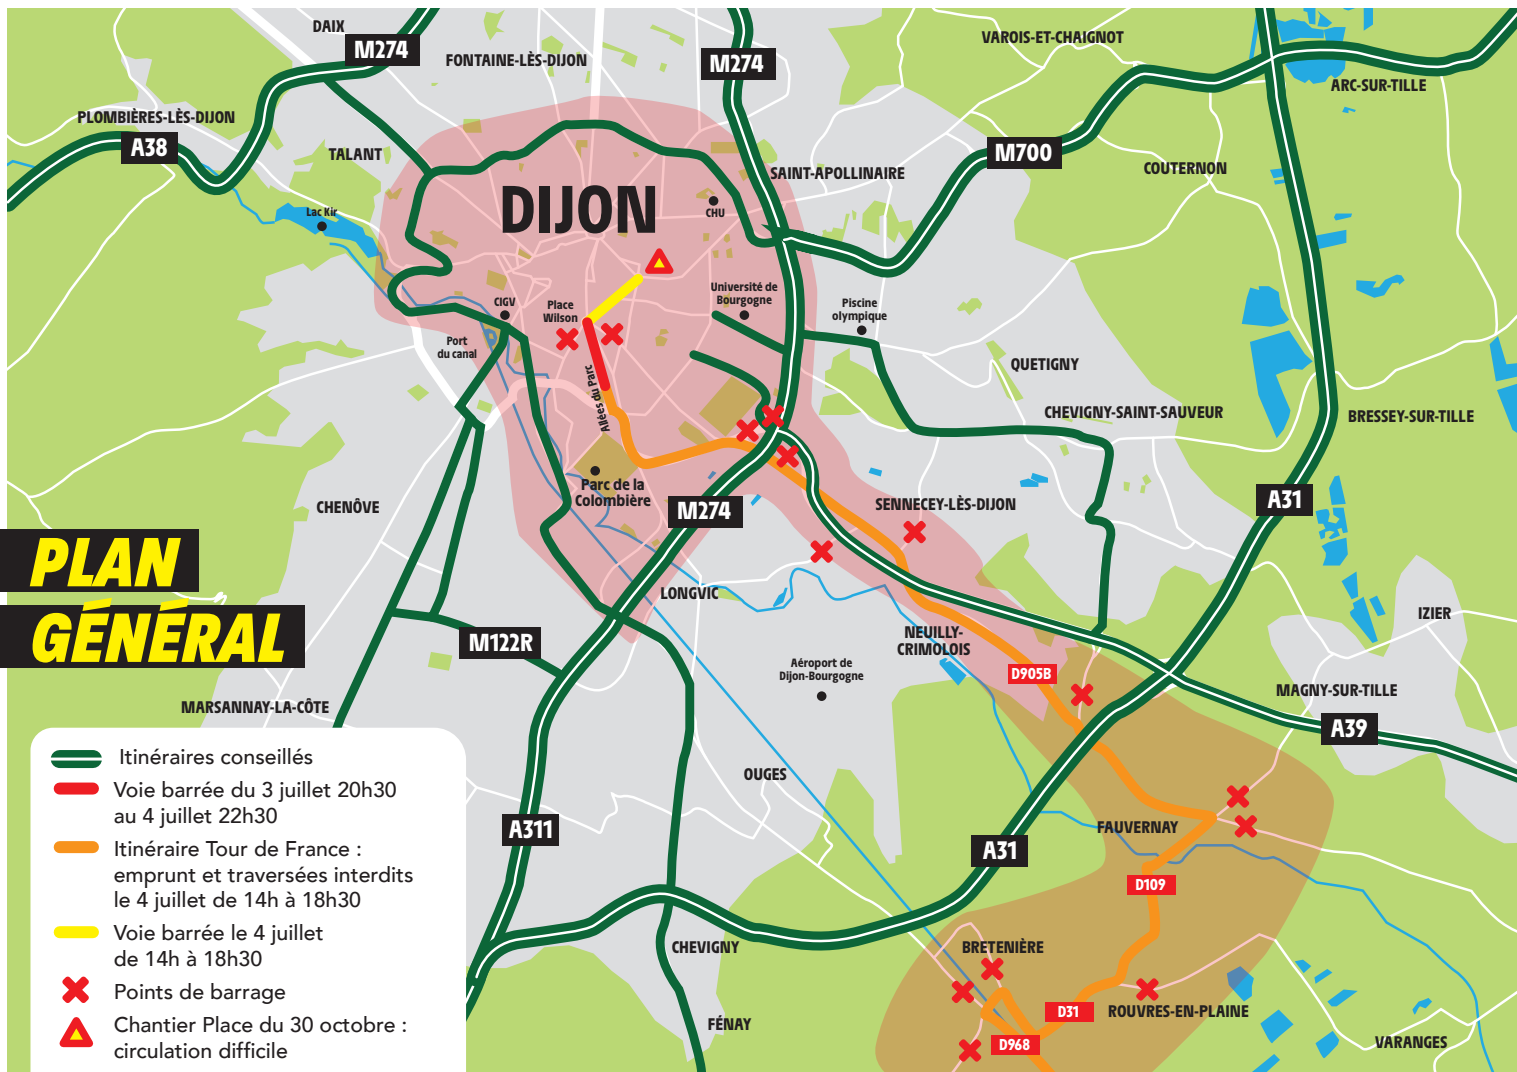 DAIX
M274
FONTAINE-LÈS-DIJON
M274
VAROIS-ET-CHAIGNOT
ARC-SUR-TILLE
PLOMBIÈRES-LÈS-DIJON
A38
TALANT
M700
COUTERNON
SAINT-APOLLINAIRE
DIJON
CHU
Lac Kir
Université de
Bourgogne
CIGV
Place
Wilson
Piscine
olympique
Port
du canal
Allées du Parc
QUETIGNY
CHEVIGNY-SAINT-SAUVEUR
BRESSEY-SUR-TILLE
Parc de la
Colombière
M274
CHENÔVE
SENNECEY-LÈS-DIJON
A31
PLAN
GÉNÉRAL
LONGVIC
IZIER
M122R
NEUILLY-
CRIMOLOIS
Aéroport de
Dijon-Bourgogne
D905B
MAGNY-SUR-TILLE
MARSANNAY-LA-CÔTE
A39
OUGES
A311
FAUVERNAY
A31
D109
CHEVIGNY
BRETENIÈRE
D31
ROUVRES-EN-PLAINE
FÉNAY
D968
VARANGES
Itinéraires conseillés
Voie barrée du 3 juillet 20h30
au 4 juillet 22h30
Itinéraire Tour de France :
emprunt et traversées interdits
le 4 juillet de 14h à 18h30
Voie barrée le 4 juillet
de 14h à 18h30
Points de barrage
Chantier Place du 30 octobre :
circulation difficile